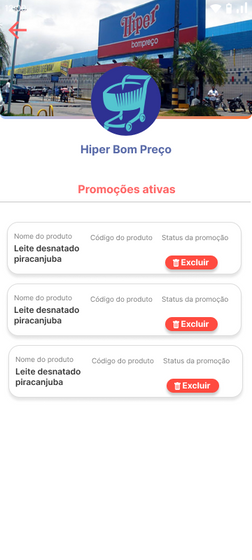 Hiper
bompreço
Hiper Bom Preço
Promoções ativas
Nome do produto Código do produto Status da promoção
Leite desnatado
piracanjuba
Excluir
Nome do produto Código do produto Status da promoção
Leite desnatado
piracanjuba
Excluir
Nome do produto Código do produto Status da promoção
Leite desnatado
piracanjuba
Excluir